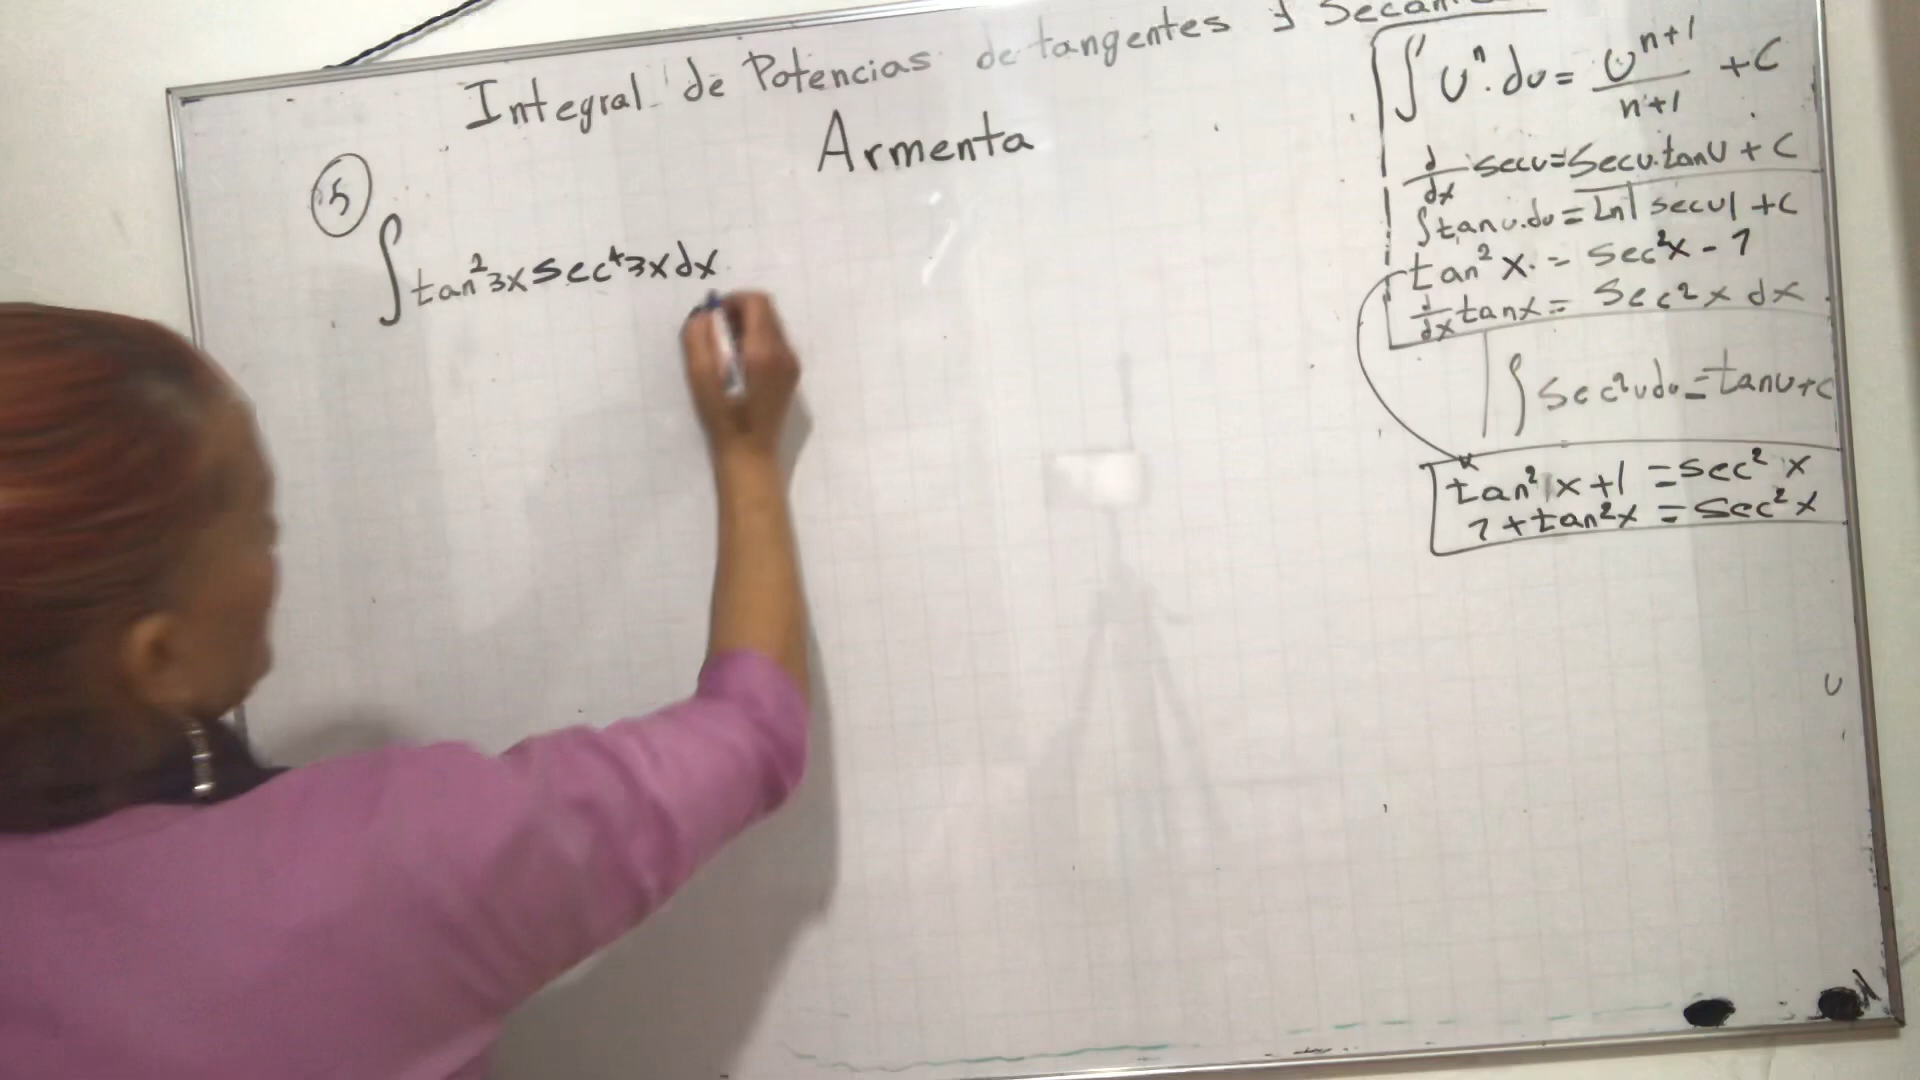 Integral de Potencias de tangentes y Secan
Armenta
5
∫tan²3x sec⁴3x dx
∫Uⁿ.du = Uⁿ⁺¹/n+1 + C
d/dx secu=Secu.tanU + C
∫tanu.du = Ln|secu| + C
tan²x. = Sec²x - 1
d/dx tanx = Sec²x dx
∫Sec²udu = tanu+c
tan²x+1 = sec²x
1+tan²x = Sec²x
U